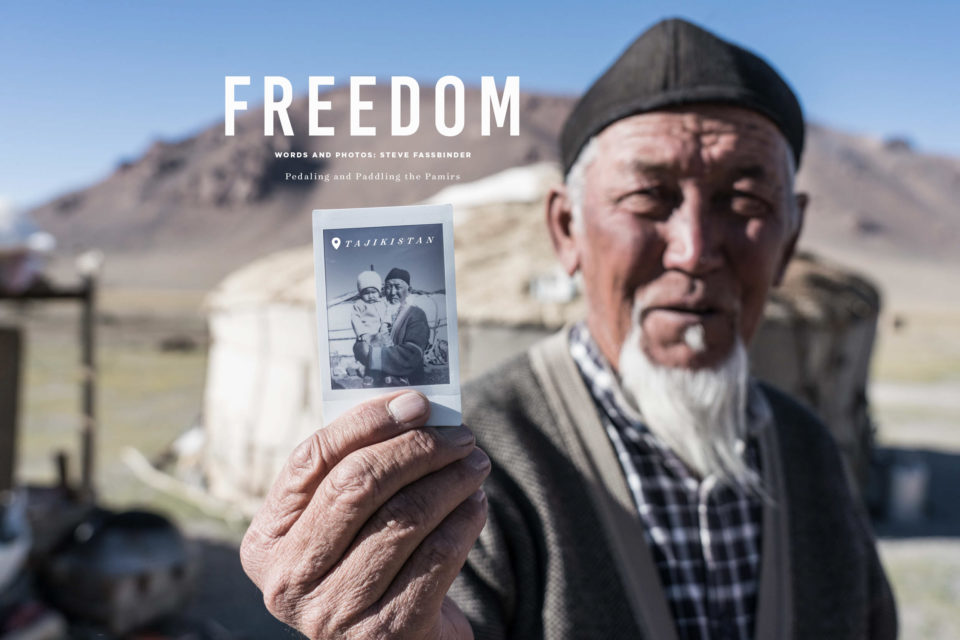 FREEDOM
WORDS AND PHOTOS: STEVE FASSBINDER
Pedaling and Paddling the Pamirs
TAJIKISTAN